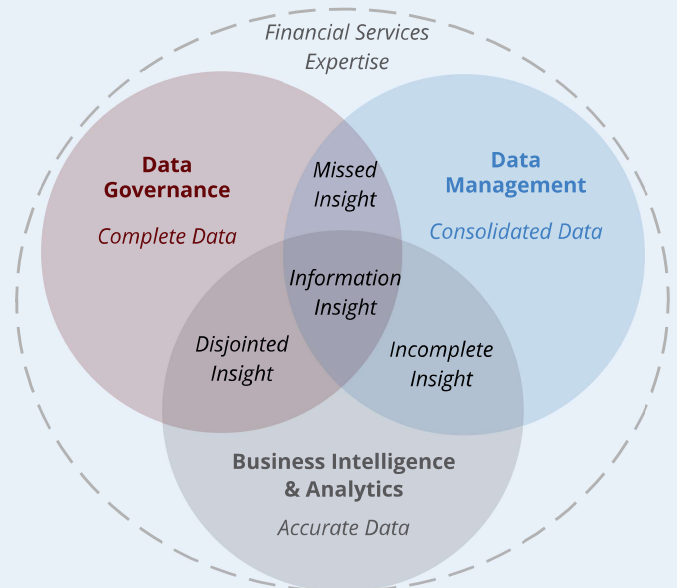 Financial Services
Expertise
Data
Governance
Complete Data
Missed
Insight
Data
Management
Consolidated Data
Information
Insight
Disjointed
Insight
Incomplete
Insight
Business Intelligence
& Analytics
Accurate Data